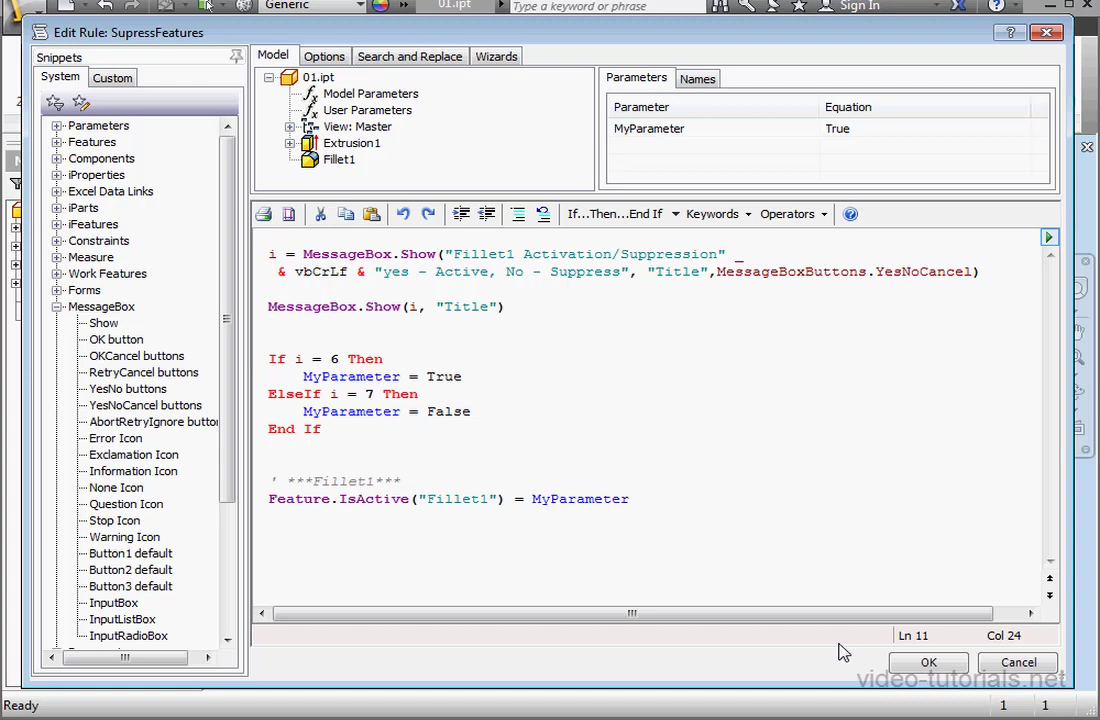 Generic
01.ipt
Type a keyword or phrase
Sign In
Edit Rule: SupressFeatures
Snippets
System
Custom
Parameters
Features
Components
iProperties
Excel Data Links
iParts
iFeatures
Constraints
Measure
Work Features
Forms
MessageBox
Show
OK button
OKCancel buttons
RetryCancel buttons
YesNo buttons
YesNoCancel buttons
AbortRetryIgnore butto
Error Icon
Exclamation Icon
Information Icon
None Icon
Question Icon
Stop Icon
Warning Icon
Button1 default
Button2 default
Button3 default
InputBox
InputListBox
InputRadioBox
Model
Options
Search and Replace
Wizards
01.ipt
Model Parameters
User Parameters
View: Master
Extrusion1
Fillet1
Parameters
Names
Parameter Equation
MyParameter True
If...Then...End If
Keywords
Operators
i = MessageBox.Show("Fillet1 Activation/Suppression" _
& vbCrLf & "yes - Active, No - Suppress", "Title",MessageBoxButtons.YesNoCancel)
MessageBox.Show(i, "Title")
If i = 6 Then
MyParameter = True
ElseIf i = 7 Then
MyParameter = False
End If
' ***Fillet1***
Feature.IsActive("Fillet1") = MyParameter
Ln 11
Col 24
OK
Cancel
video-tutorials.net
Ready
1
1